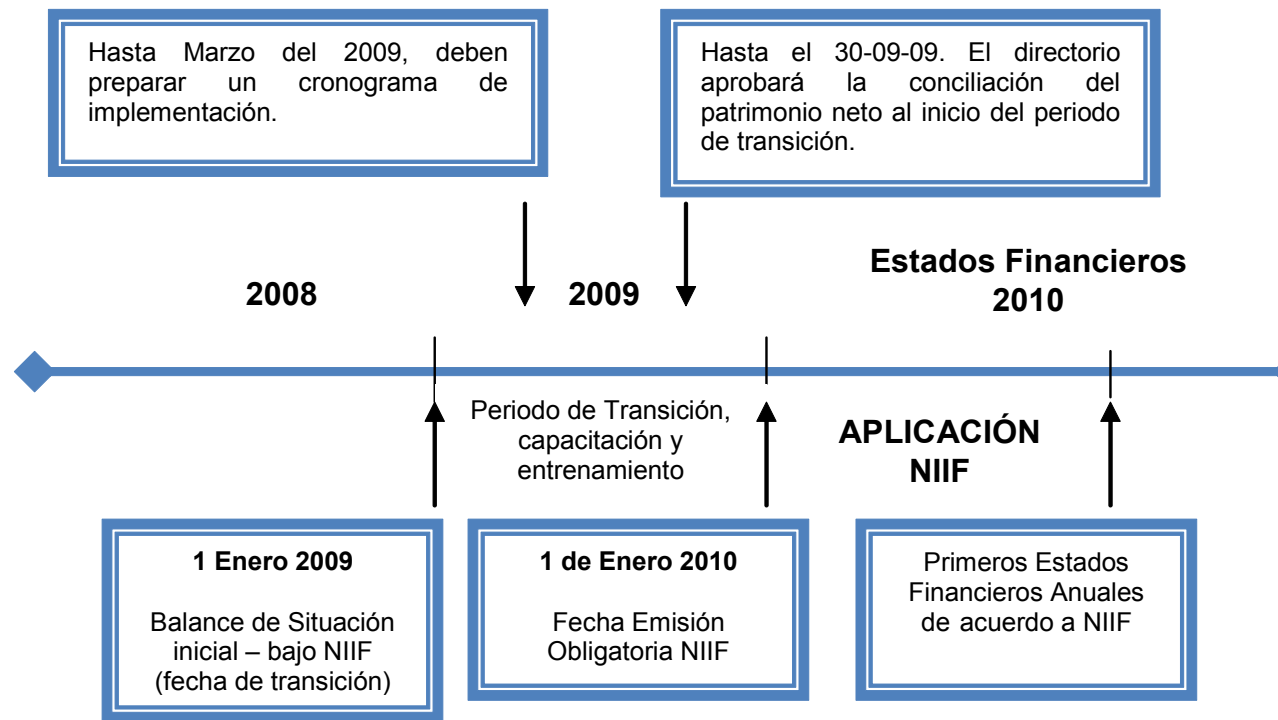 Hasta Marzo del 2009, deben
preparar un cronograma de
implementación.
Hasta el 30-09-09. El directorio
aprobará la conciliación del
patrimonio neto al inicio del periodo
de transición.
2008
2009
Estados Financieros
2010
Periodo de Transición,
capacitación y
entrenamiento
APLICACIÓN
NIIF
1 Enero 2009
Balance de Situación
inicial – bajo NIIF
(fecha de transición)
1 de Enero 2010
Fecha Emisión
Obligatoria NIIF
Primeros Estados
Financieros Anuales
de acuerdo a NIIF